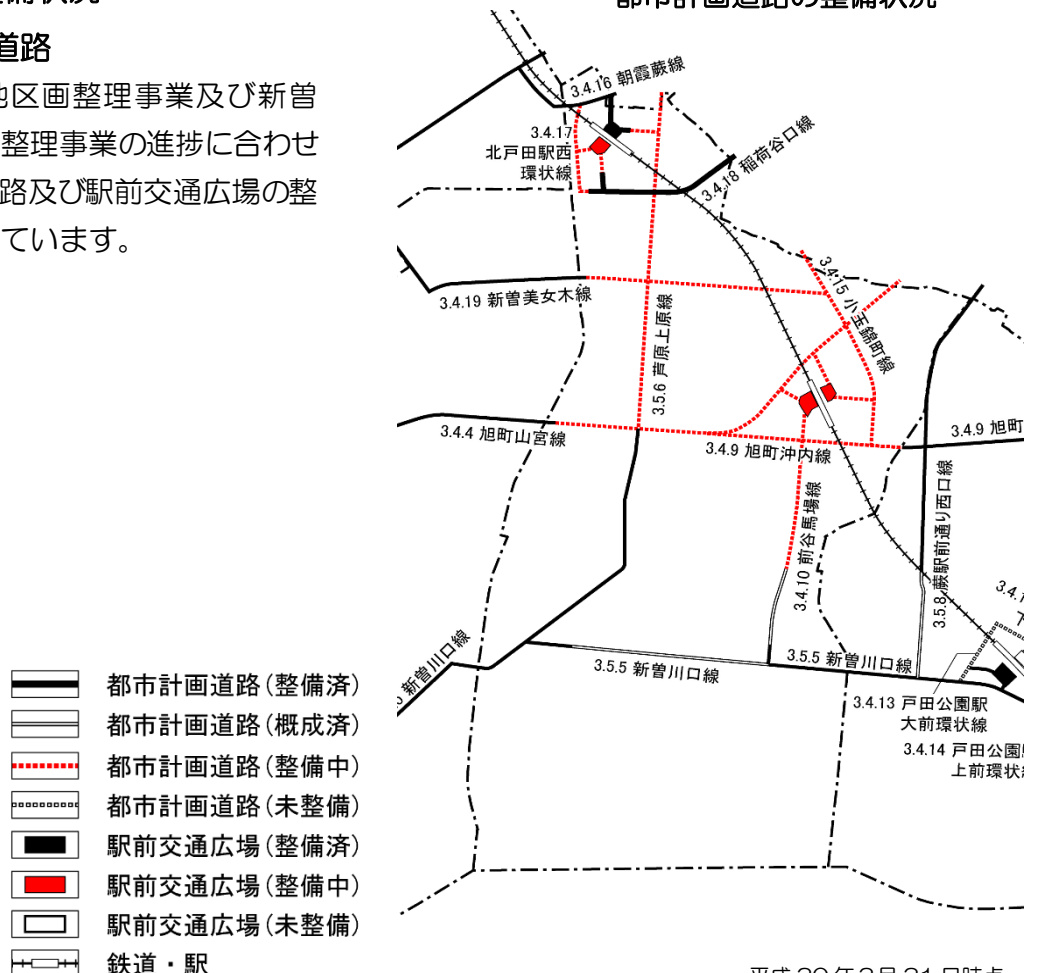 都市計画道路の整備状況
道路
地区画整理事業及び新曽
整理事業の進捗に合わせ
路及び駅前交通広場の整
ています。
3.4.16 朝霞蕨線
3.4.17
北戸田駅西
環状線
3.4.18 稲荷谷口線
3.4.19 新曽美女木線
3.4.15 小玉錦町線
3.5.6 芦原上原線
3.4.4 旭町山宮線
3.4.9 旭町沖内線
3.4.9 旭町
3.4.10 前谷馬場線
3.5.8 蕨駅前通り西口線
新曽川口線
3.5.5 新曽川口線
3.5.5 新曽川口線
3.4.13 戸田公園駅
大前環状線
3.4.14 戸田公園
上前環状
都市計画道路(整備済)
都市計画道路(概成済)
都市計画道路(整備中)
都市計画道路(未整備)
駅前交通広場(整備済)
駅前交通広場(整備中)
駅前交通広場(未整備)
鉄道・駅